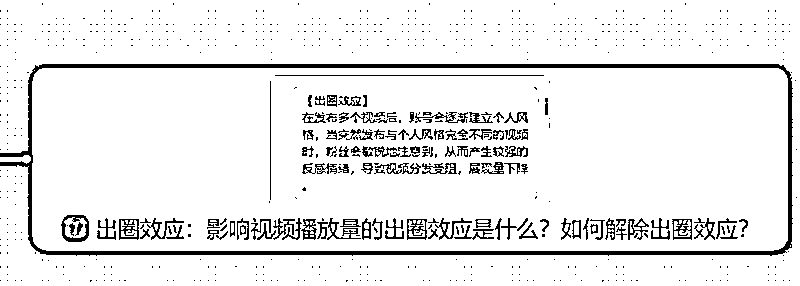 【出圈效应】
在发布多个视频后，账号会逐渐建立个人风
格，当突然发布与个人风格完全不同的视频
时，粉丝会敏锐地注意到，从而产生较强的
反感情绪，导致视频分发受阻，展现量下降
。
出圈效应：影响视频播放量的出圈效应是什么？如何解除出圈效应？